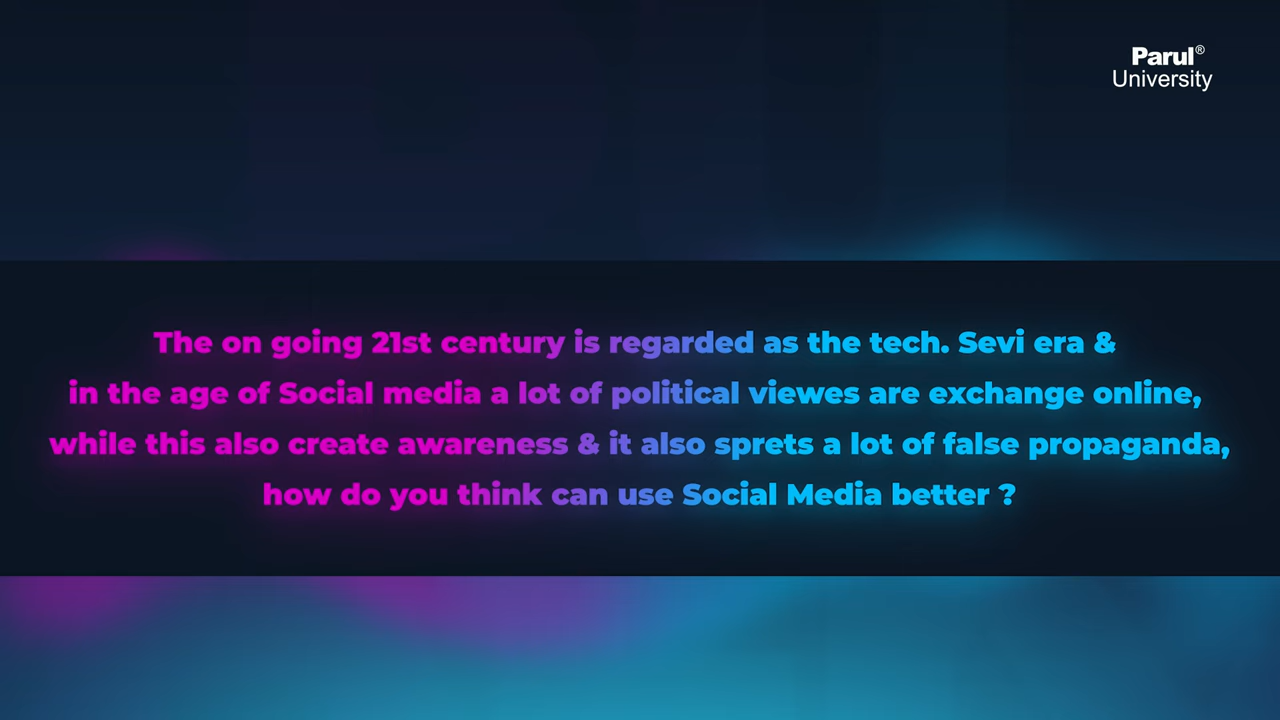 Parul®
University
The on going 21st century is regarded as the tech. Sevi era &
in the age of Social media a lot of political viewes are exchange online,
while this also create awareness & it also sprets a lot of false propaganda,
how do you think can use Social Media better ?